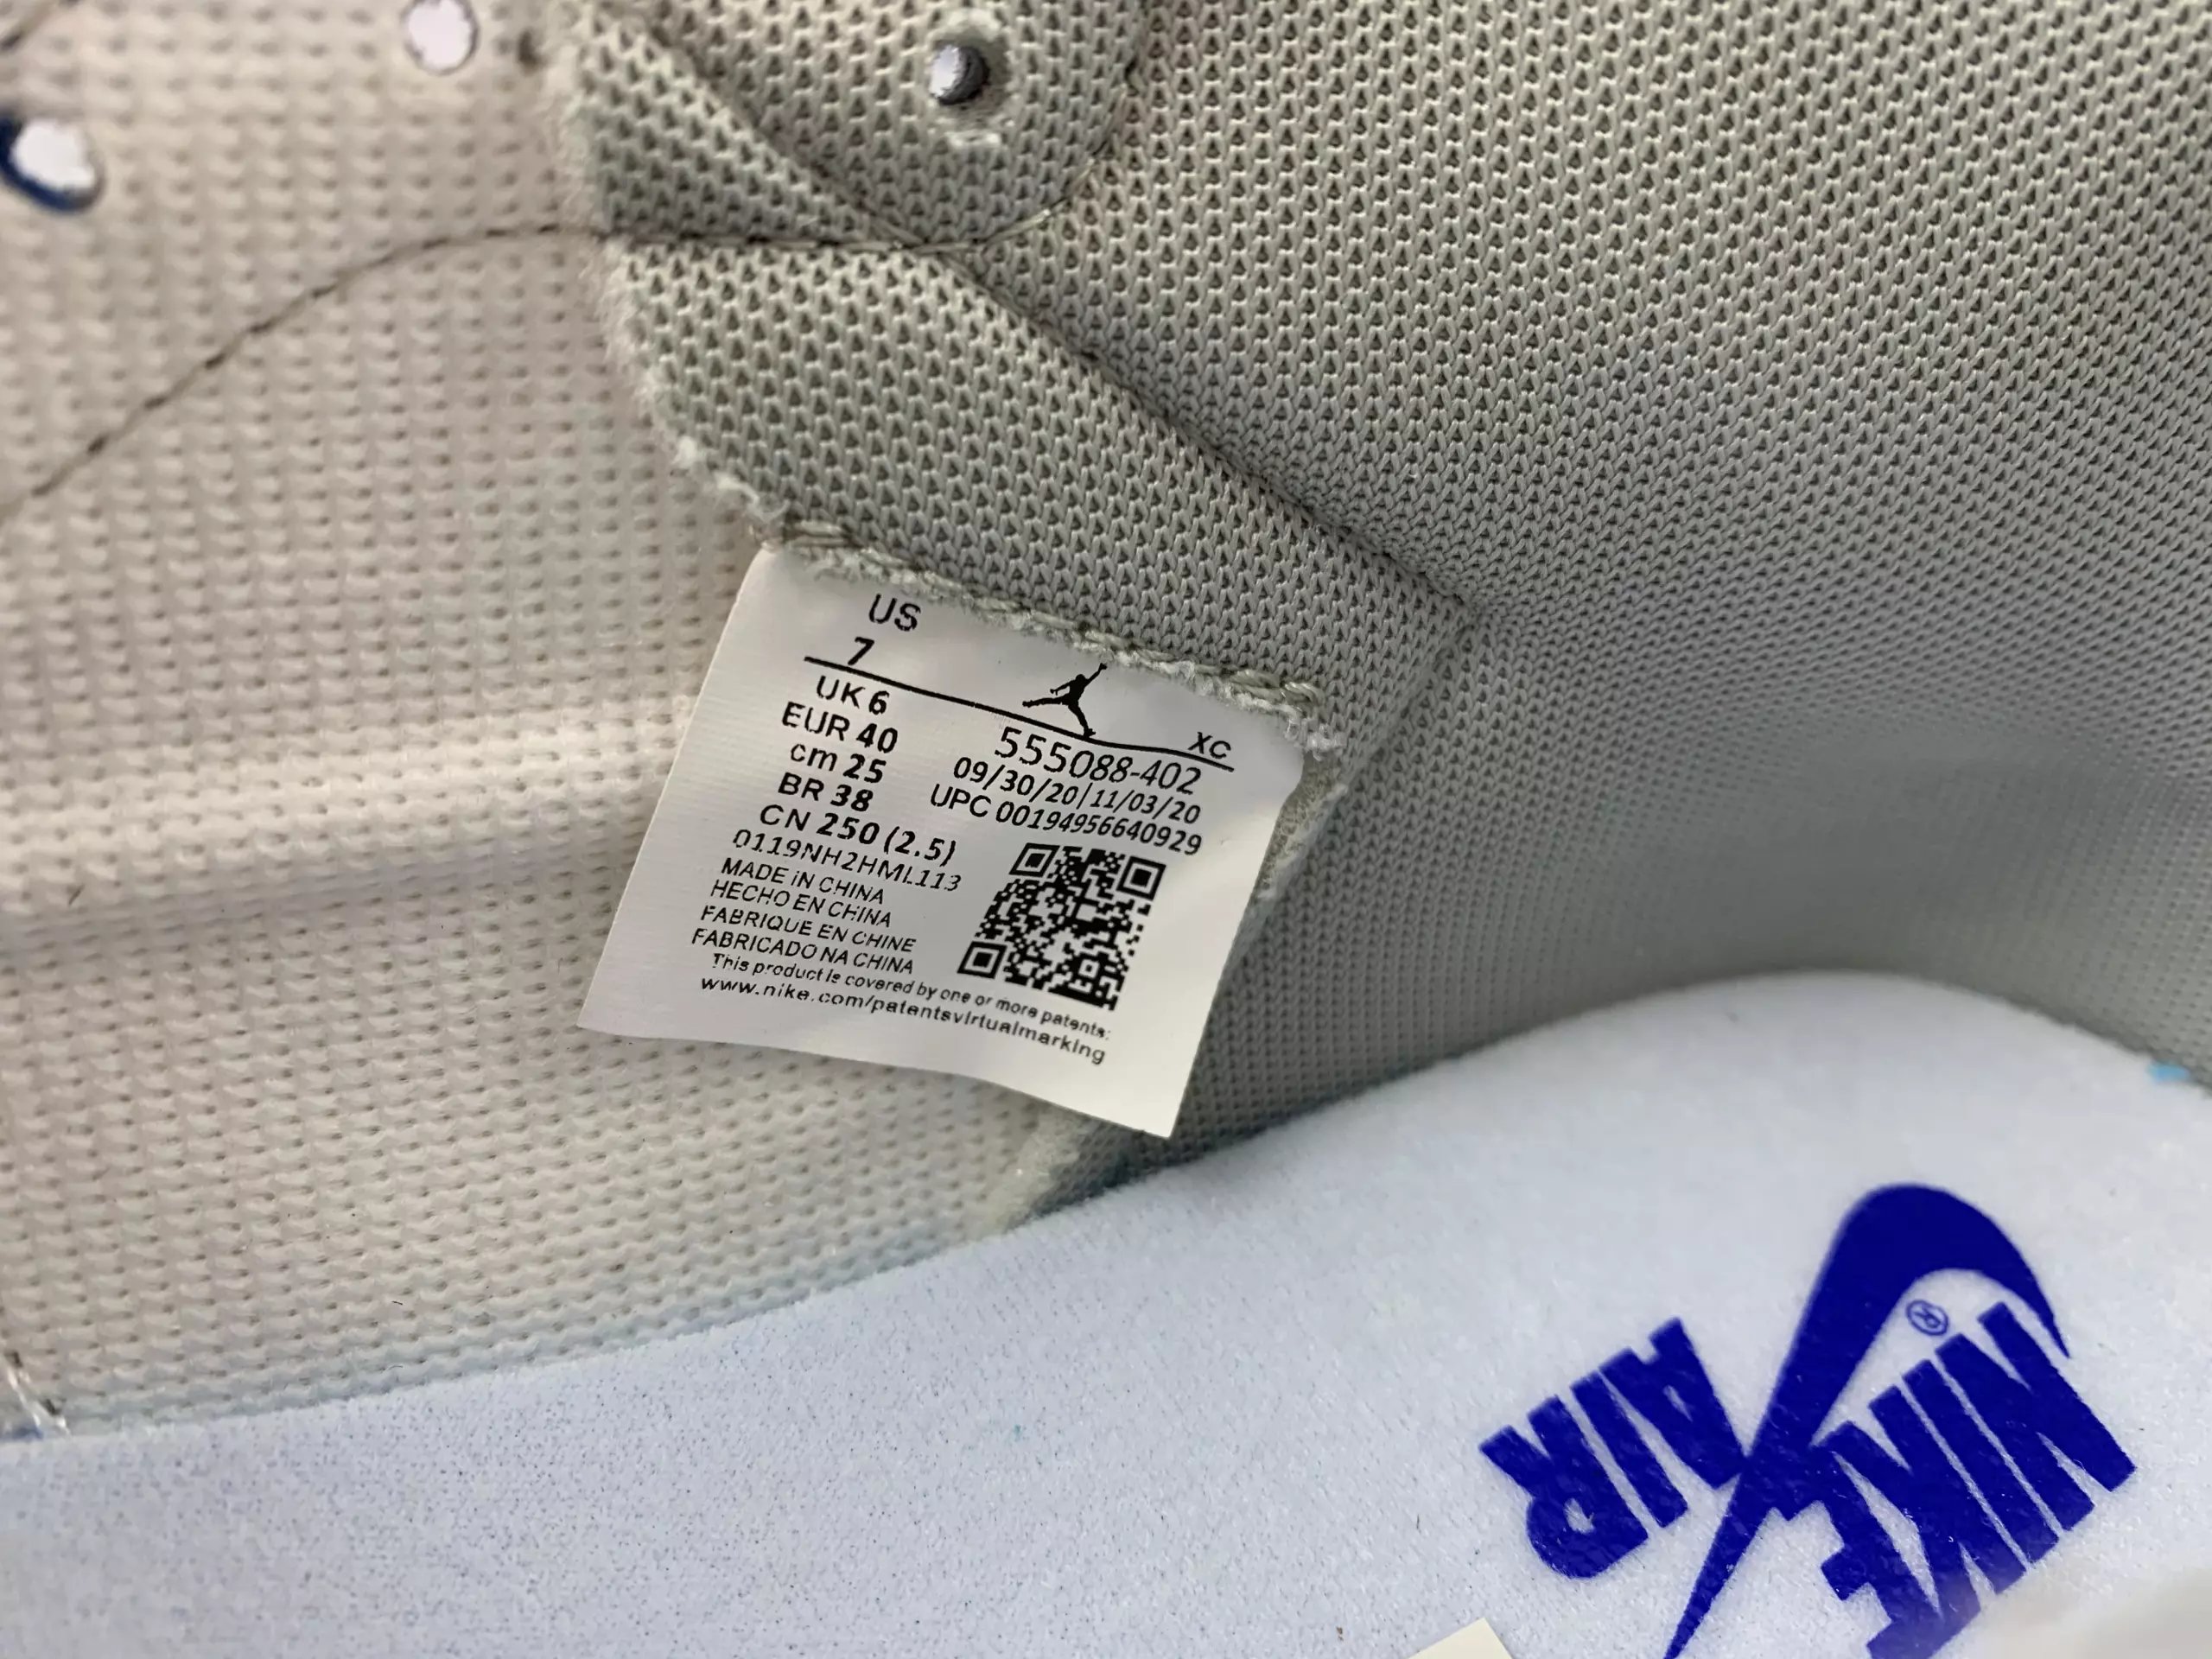 US
7
UK 6
EUR 40
cm 25
BR 38
CN 250 (2.5)
XC
555088-402
09/30/20|11/03/20
UPC 00194956640929
0119NH2HML113
MADE iN CHINA
HECHO EN CHINA
FABRIQUE EN CHINE
FABRICADO NA CHINA
This product is covered by one or more patents:
www.nike.com/patentsvirtualmarking
NIKE ®
AIR